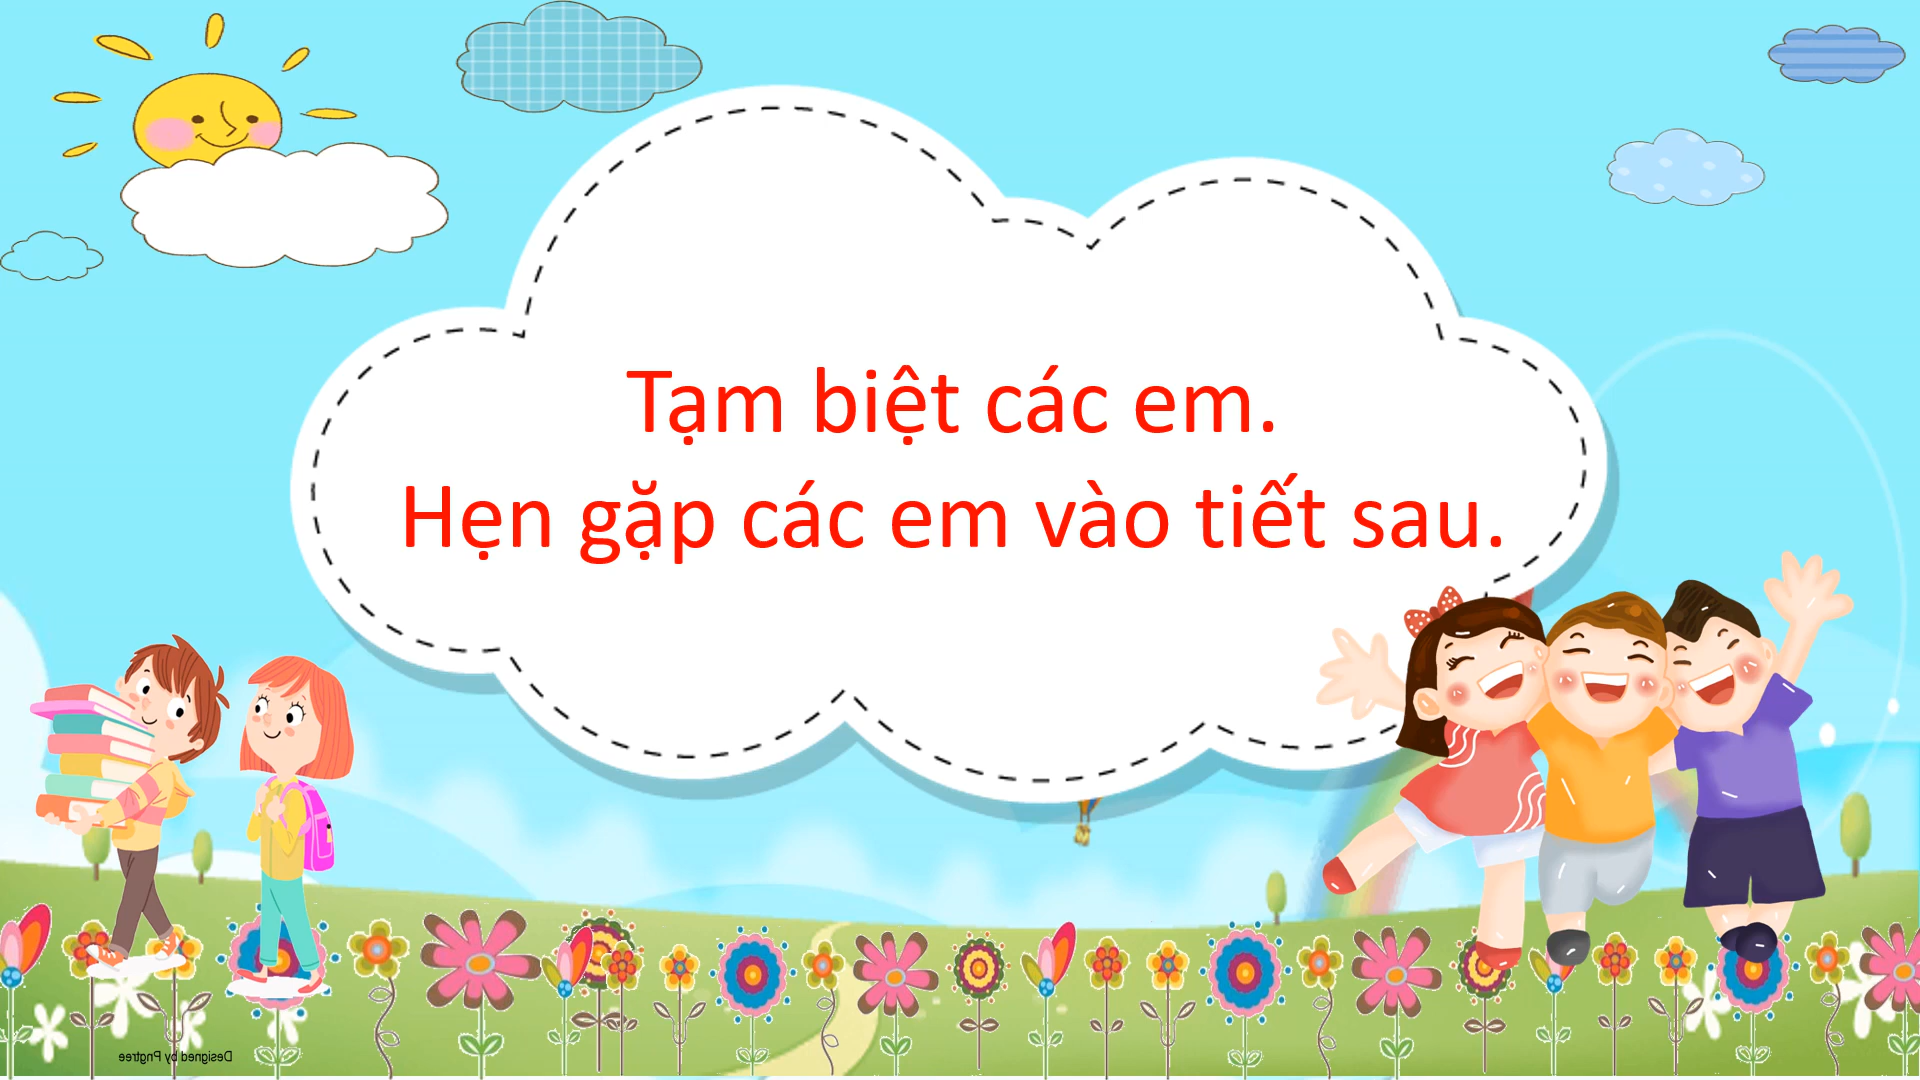 Tạm biệt các em.
Hẹn gặp các em vào tiết sau.
Designed by Pngtree